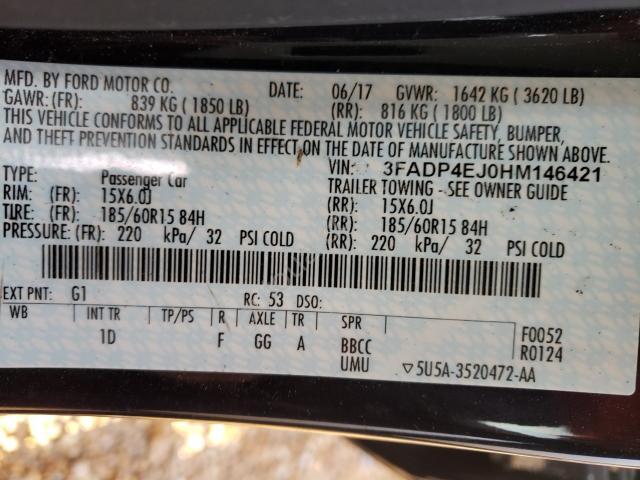 MFD. BY FORD MOTOR CO. DATE: 06/17 GVWR: 1642 KG ( 3620 LB)
GAWR: (FR): 839 KG ( 1850 LB) (RR): 816 KG ( 1800 LB)
THIS VEHICLE CONFORMS TO ALL APPLICABLE FEDERAL MOTOR VEHICLE SAFETY, BUMPER,
AND THEFT PREVENTION STANDARDS IN EFFECT ON THE DATE OF MANUFACTURE SHOWN ABOVE.
VIN: 3FADP4EJ0HM146421
TYPE: Passenger Car TRAILER TOWING - SEE OWNER GUIDE
RIM: (FR): 15X6.0J (RR): 15X6.0J
TIRE: (FR): 185/60R15 84H (RR): 185/60R15 84H
PRESSURE: (FR): 220 kPa/ 32 PSI COLD (RR): 220 kPa/ 32 PSI COLD
EXT PNT: G1 RC: 53 DSO:
WB INT TR TP/PS R AXLE TR SPR F0052
1D F GG A BBCC R0124
UMU ▽5U5A-3520472-AA